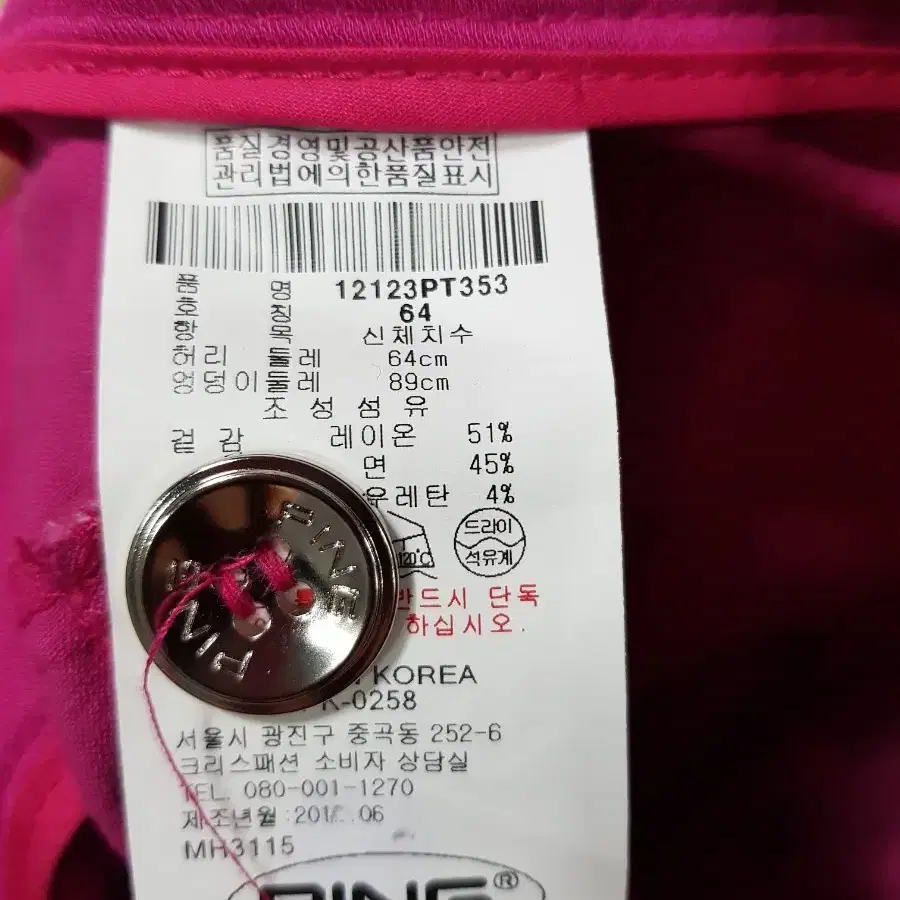 품질경영및공산품안전
관리법에의한품질표시
품 명 12123PT353
호 칭 64
항 목 신체치수
허리 둘레 64cm
엉덩이둘레 89cm
조 성 섬 유
겉 감 레이온 51%
면 45%
우레탄 4%
드라이
120°C 석유계
반드시 단독
하십시오.
KOREA
K-0258
PINE
PINE
서울시 광진구 중곡동 252-6
크리스패션 소비자 상담실
TEL. 080-001-1270
제조년월 : .06
MH3115
PING®